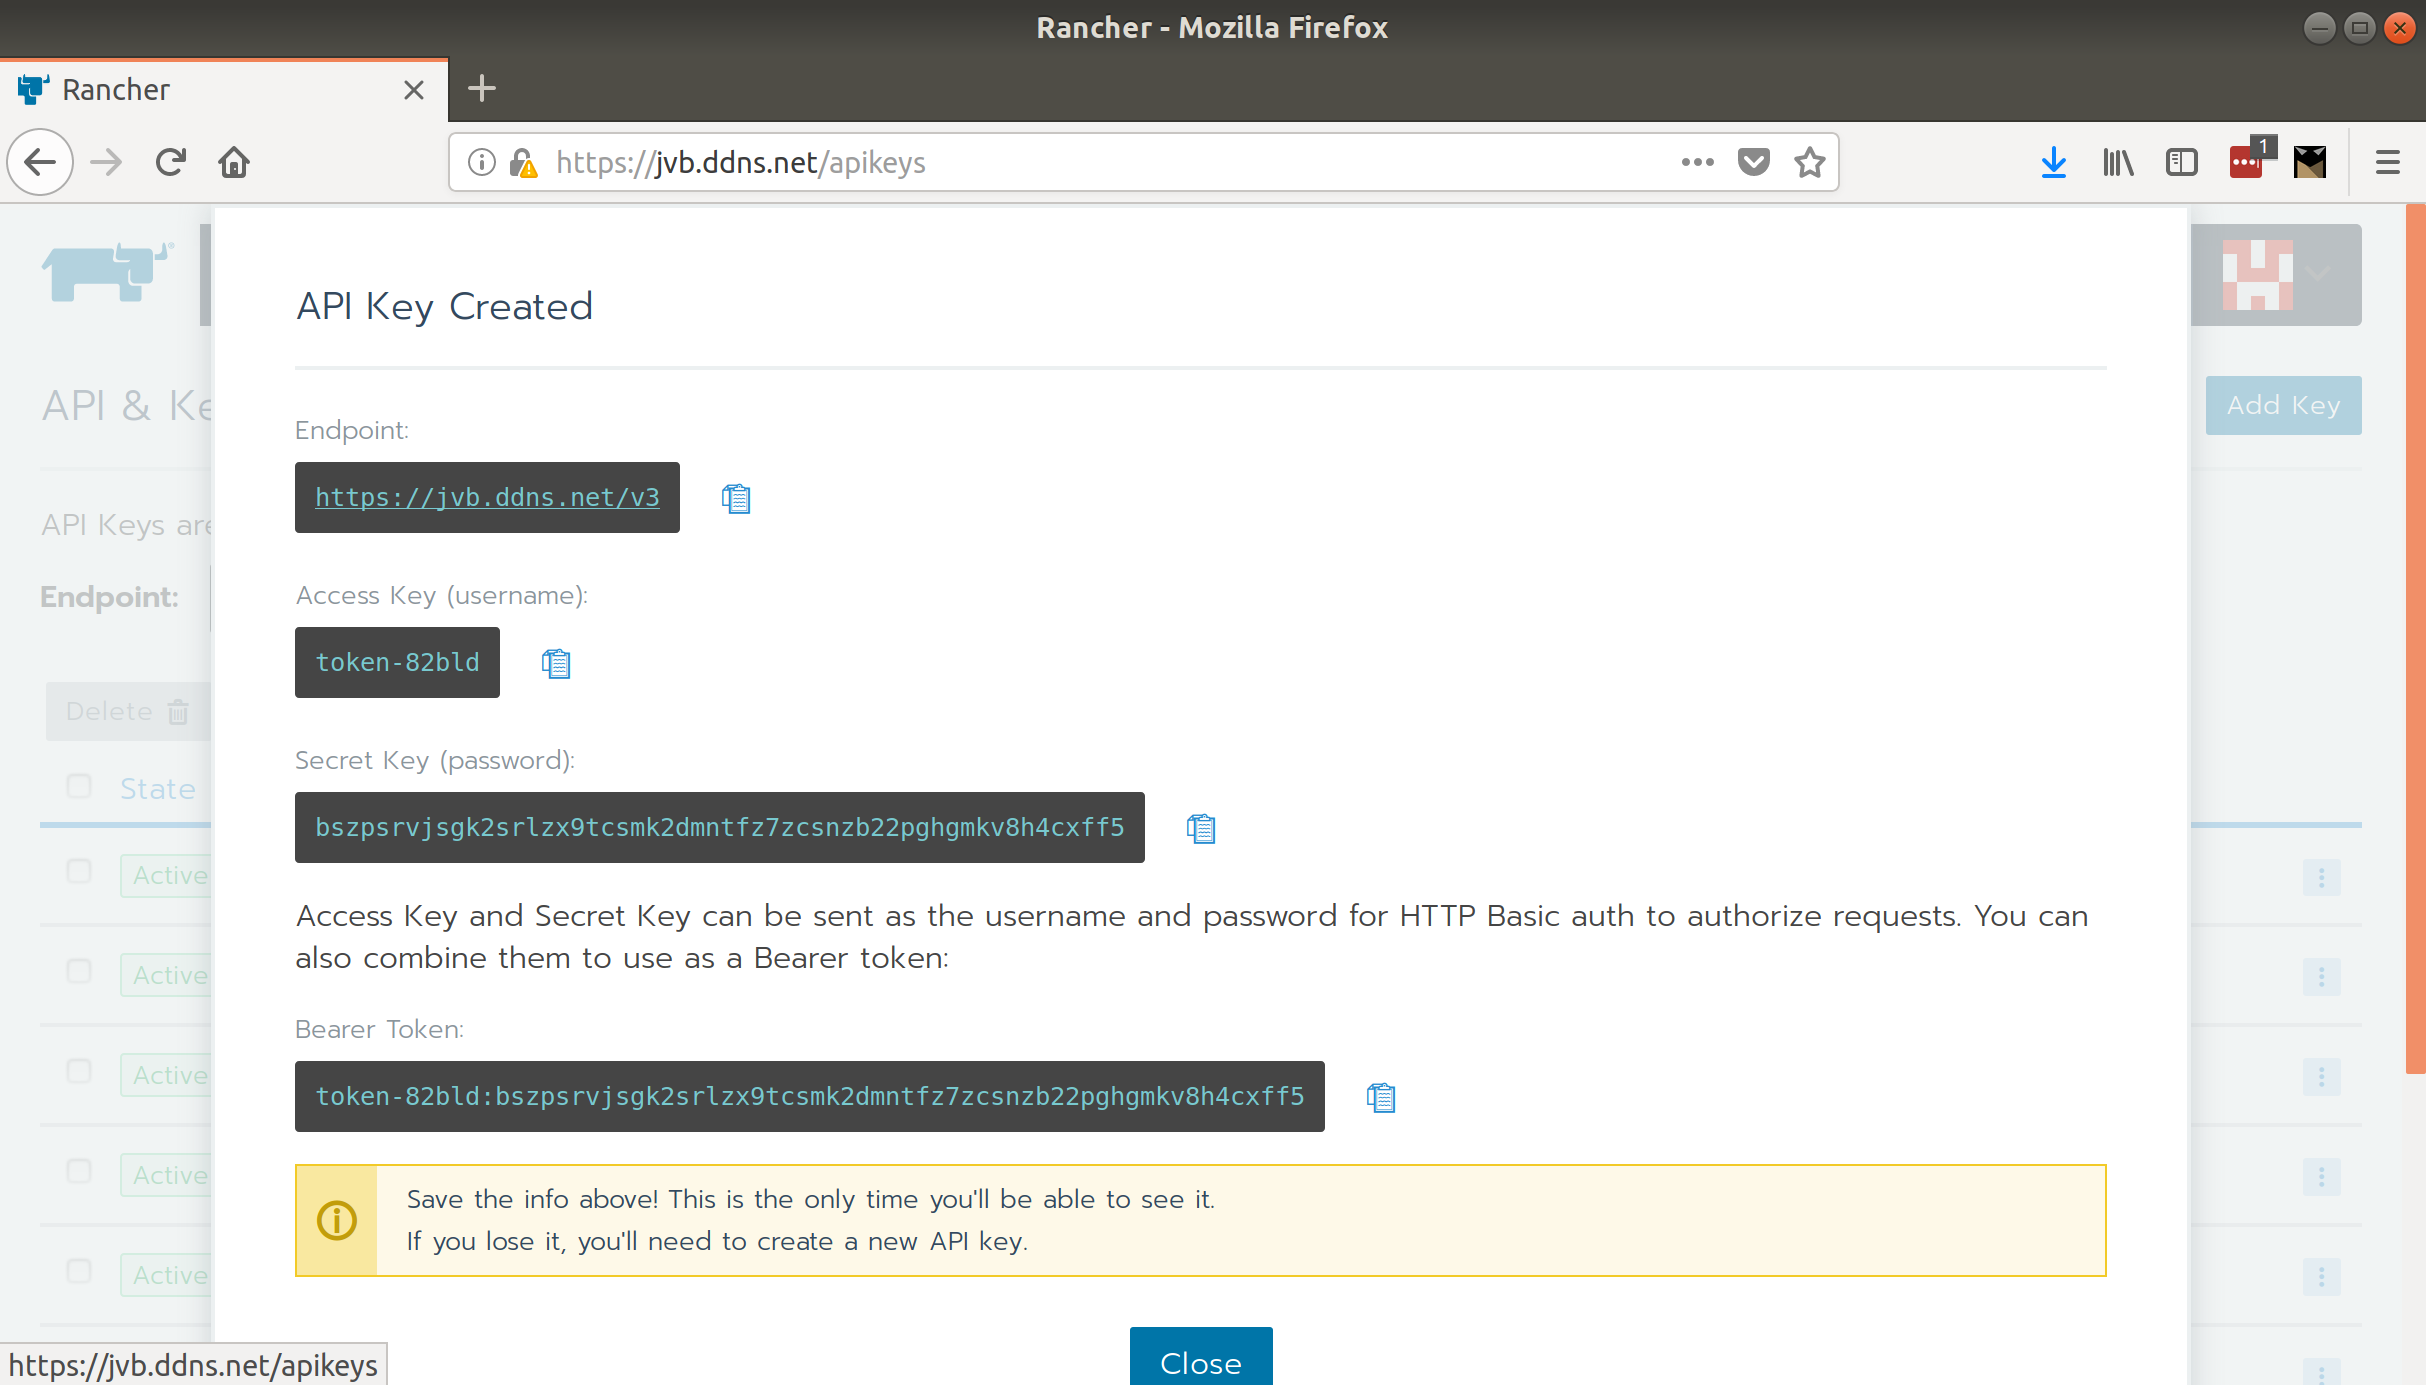 Rancher - Mozilla Firefox
Rancher
https://jvb.ddns.net/apikeys
1
API Key Created
API & Ke
Add Key
Endpoint:
https://jvb.ddns.net/v3
API Keys are
Endpoint:
Access Key (username):
token-82bld
Delete
Secret Key (password):
State
bszpsrvjsgk2srlzx9tcsmk2dmntfz7zcsnzb22pghgmkv8h4cxff5
Active
Access Key and Secret Key can be sent as the username and password for HTTP Basic auth to authorize requests. You can
also combine them to use as a Bearer token:
Active
Bearer Token:
Active
token-82bld:bszpsrvjsgk2srlzx9tcsmk2dmntfz7zcsnzb22pghgmkv8h4cxff5
Active
Save the info above! This is the only time you'll be able to see it.
If you lose it, you'll need to create a new API key.
Active
Close
https://jvb.ddns.net/apikeys